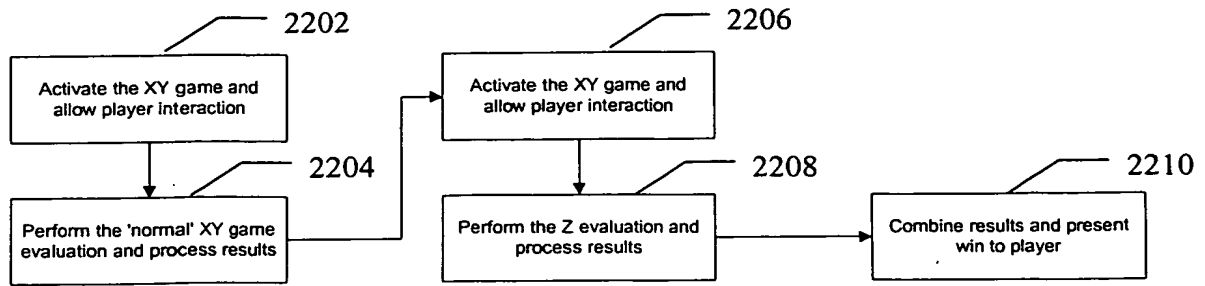 2202
Activate the XY game and
allow player interaction
2204
Perform the 'normal' XY game
evaluation and process results
2206
Activate the XY game and
allow player interaction
2208
Perform the Z evaluation and
process results
2210
Combine results and present
win to player